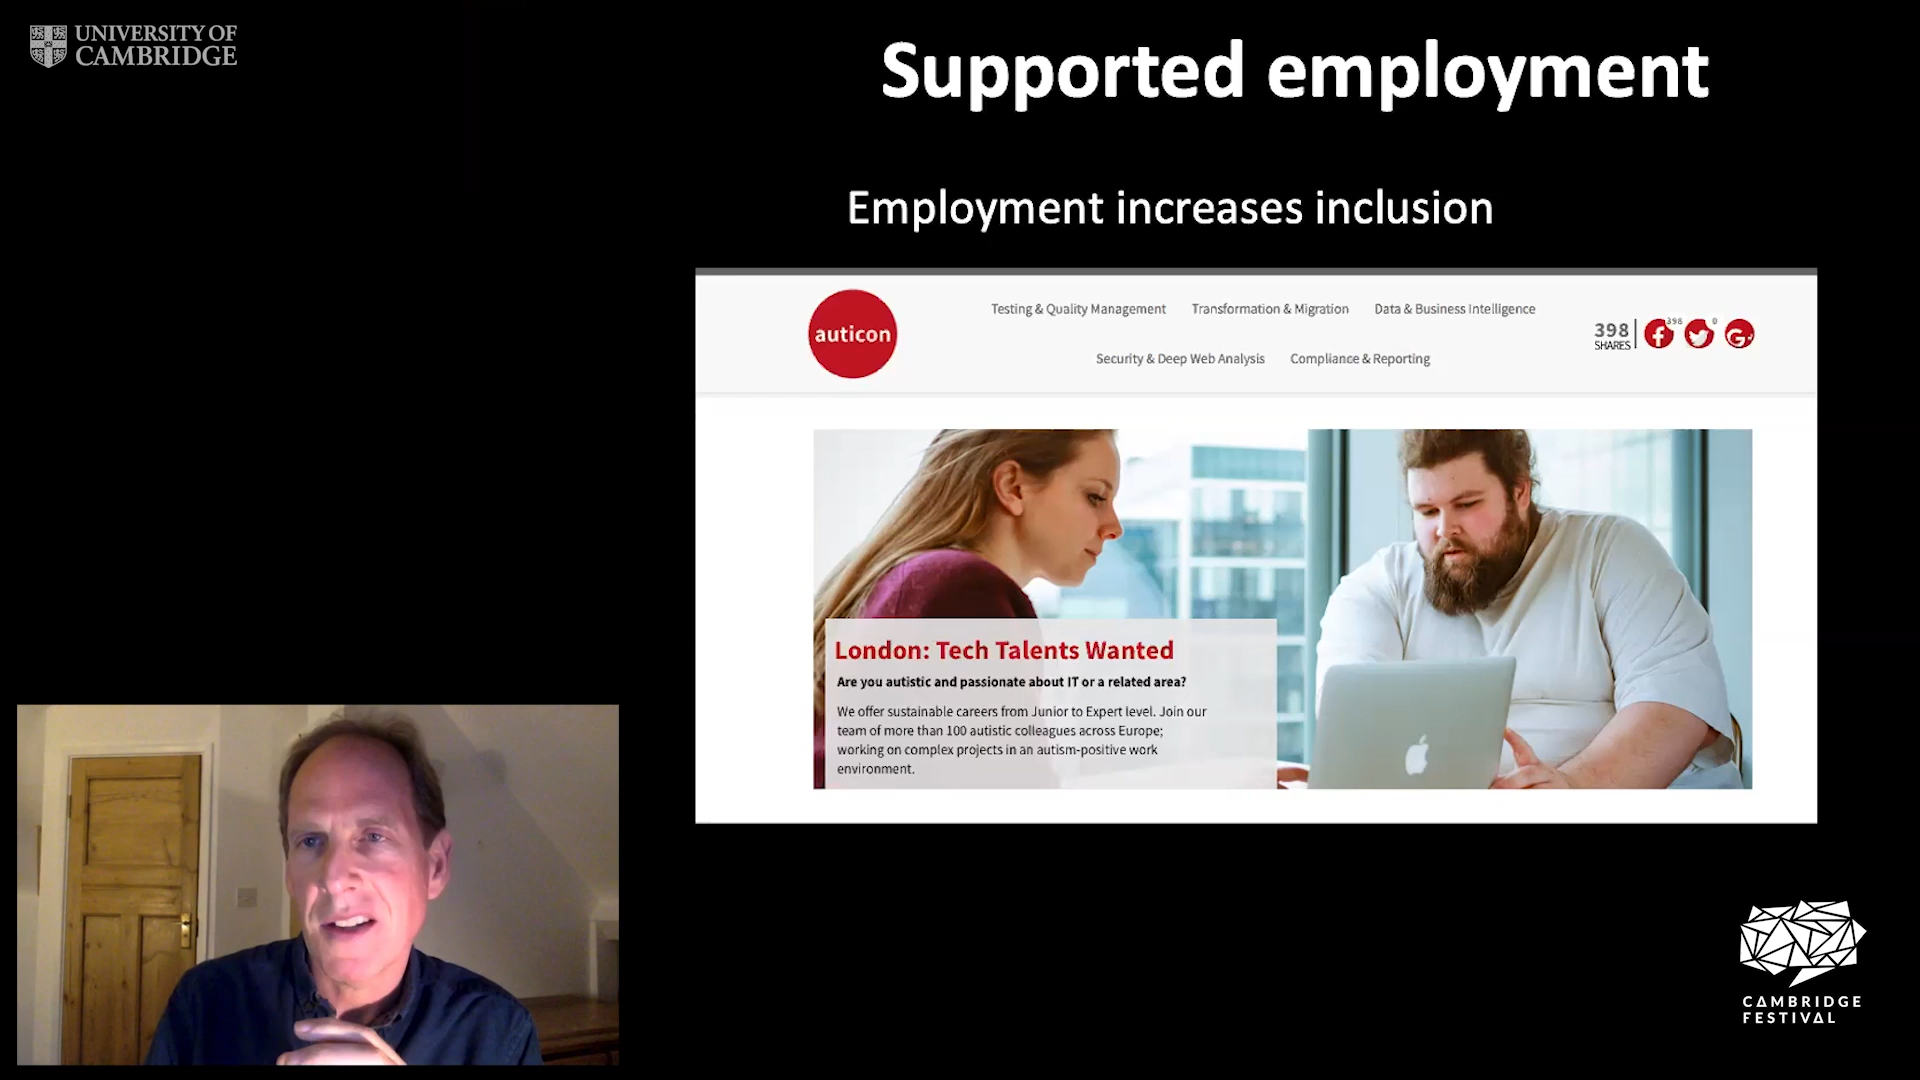 UNIVERSITY OF
CAMBRIDGE
Supported employment
Employment increases inclusion
auticon
Testing & Quality Management
Transformation & Migration
Data & Business Intelligence
Security & Deep Web Analysis
Compliance & Reporting
398
SHARES
398
0
London: Tech Talents Wanted
Are you autistic and passionate about IT or a related area?
We offer sustainable careers from Junior to Expert level. Join our
team of more than 100 autistic colleagues across Europe;
working on complex projects in an autism-positive work
environment.
CAMBRIDGE
FESTIVAL